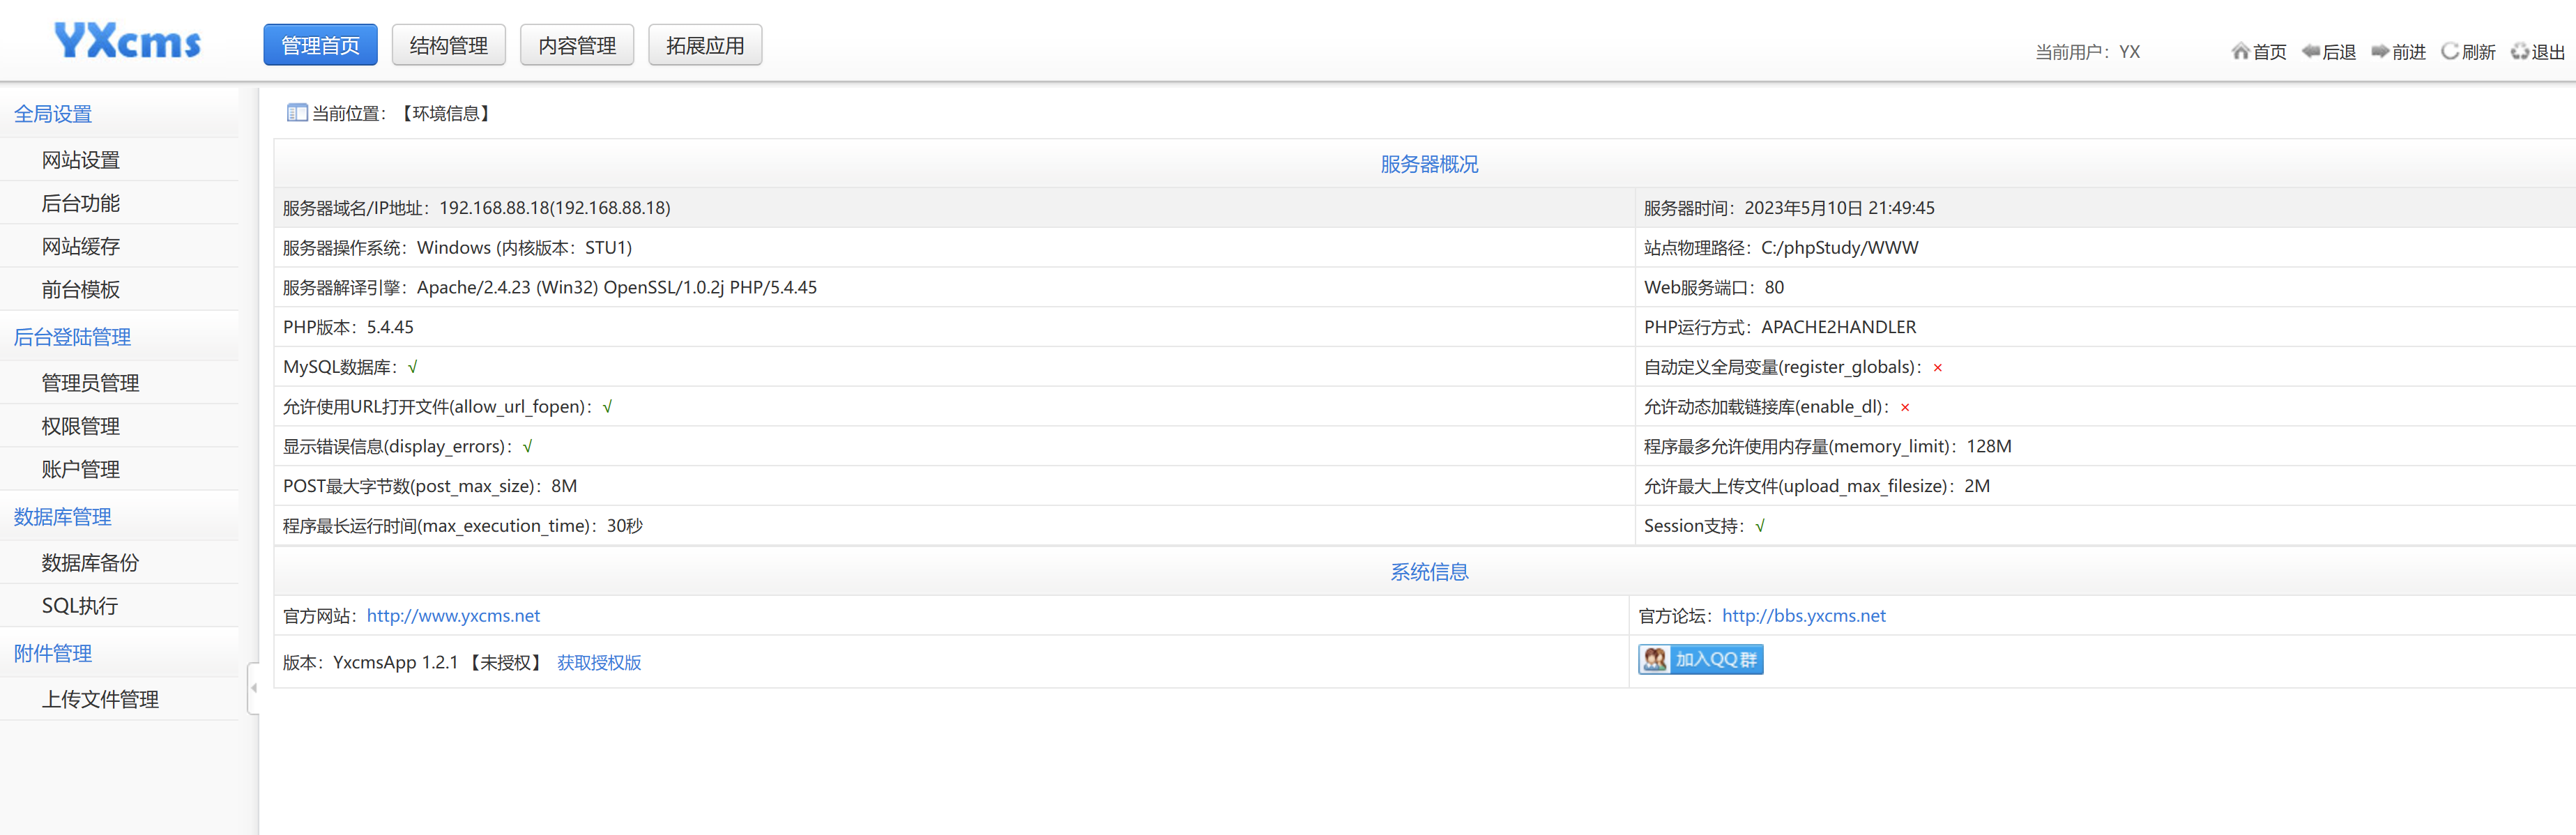 YXcms 管理首页 结构管理 内容管理 拓展应用 当前用户：YX 首页 后退 前进 刷新 退出
全局设置
网站设置
后台功能
网站缓存
前台模板
后台登陆管理
管理员管理
权限管理
账户管理
数据库管理
数据库备份
SQL执行
附件管理
上传文件管理
当前位置：【环境信息】
服务器概况
服务器域名/IP地址：192.168.88.18(192.168.88.18) 服务器时间：2023年5月10日 21:49:45
服务器操作系统：Windows (内核版本：STU1) 站点物理路径：C:/phpStudy/WWW
服务器解译引擎：Apache/2.4.23 (Win32) OpenSSL/1.0.2j PHP/5.4.45 Web服务端口：80
PHP版本：5.4.45 PHP运行方式：APACHE2HANDLER
MySQL数据库：√ 自动定义全局变量(register_globals)：×
允许使用URL打开文件(allow_url_fopen)：√ 允许动态加载链接库(enable_dl)：×
显示错误信息(display_errors)：√ 程序最多允许使用内存量(memory_limit)：128M
POST最大字节数(post_max_size)：8M 允许最大上传文件(upload_max_filesize)：2M
程序最长运行时间(max_execution_time)：30秒 Session支持：√
系统信息
官方网站：http://www.yxcms.net 官方论坛：http://bbs.yxcms.net
版本：YxcmsApp 1.2.1 【未授权】 获取授权版 加入QQ群